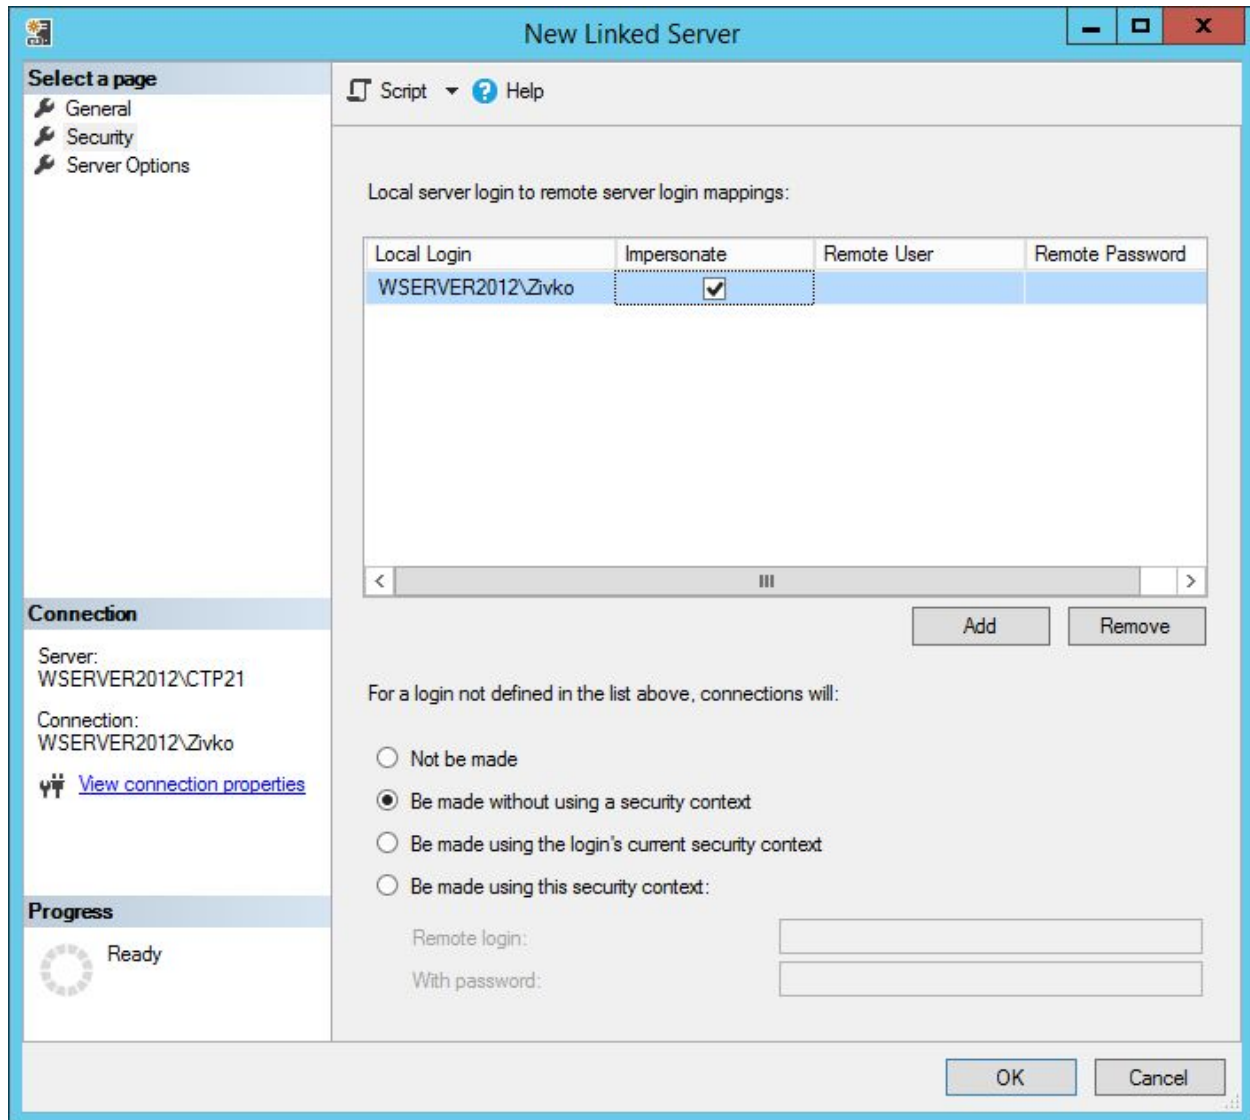 New Linked Server
Select a page
General
Security
Server Options
Script Help
Local server login to remote server login mappings:
Local Login Impersonate Remote User Remote Password
WSERVER2012\Zivko
Add Remove
Connection
Server:
WSERVER2012\CTP21
Connection:
WSERVER2012\Zivko
View connection properties
For a login not defined in the list above, connections will:
Not be made
Be made without using a security context
Be made using the login's current security context
Be made using this security context:
Remote login:
With password:
Progress
Ready
OK Cancel